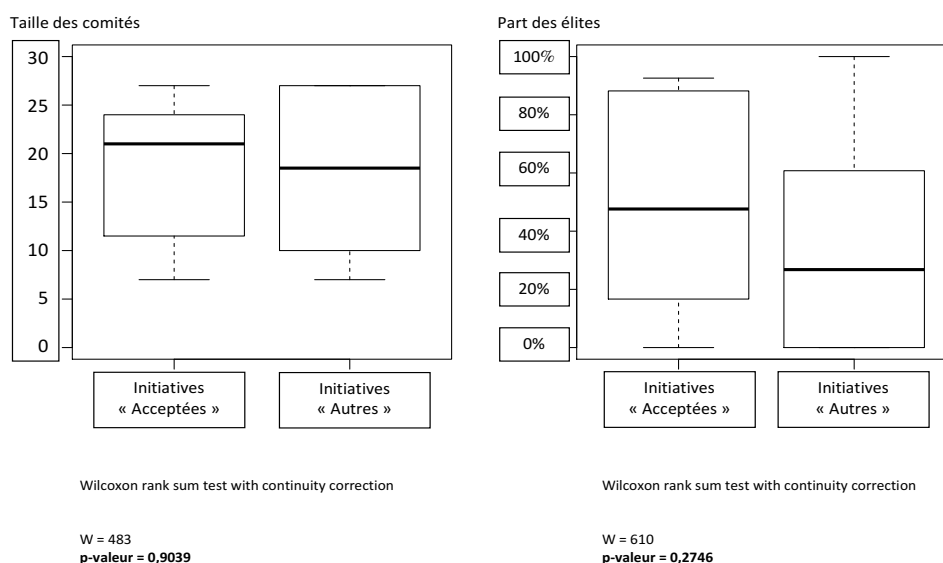 Taille des comités
30
25
20
15
10
5
0
Initiatives
« Acceptées »
Initiatives
« Autres »
Wilcoxon rank sum test with continuity correction
W = 483
p-valeur = 0,9039
Part des élites
100%
80%
60%
40%
20%
0%
Initiatives
« Acceptées »
Initiatives
« Autres »
Wilcoxon rank sum test with continuity correction
W = 610
p-valeur = 0,2746